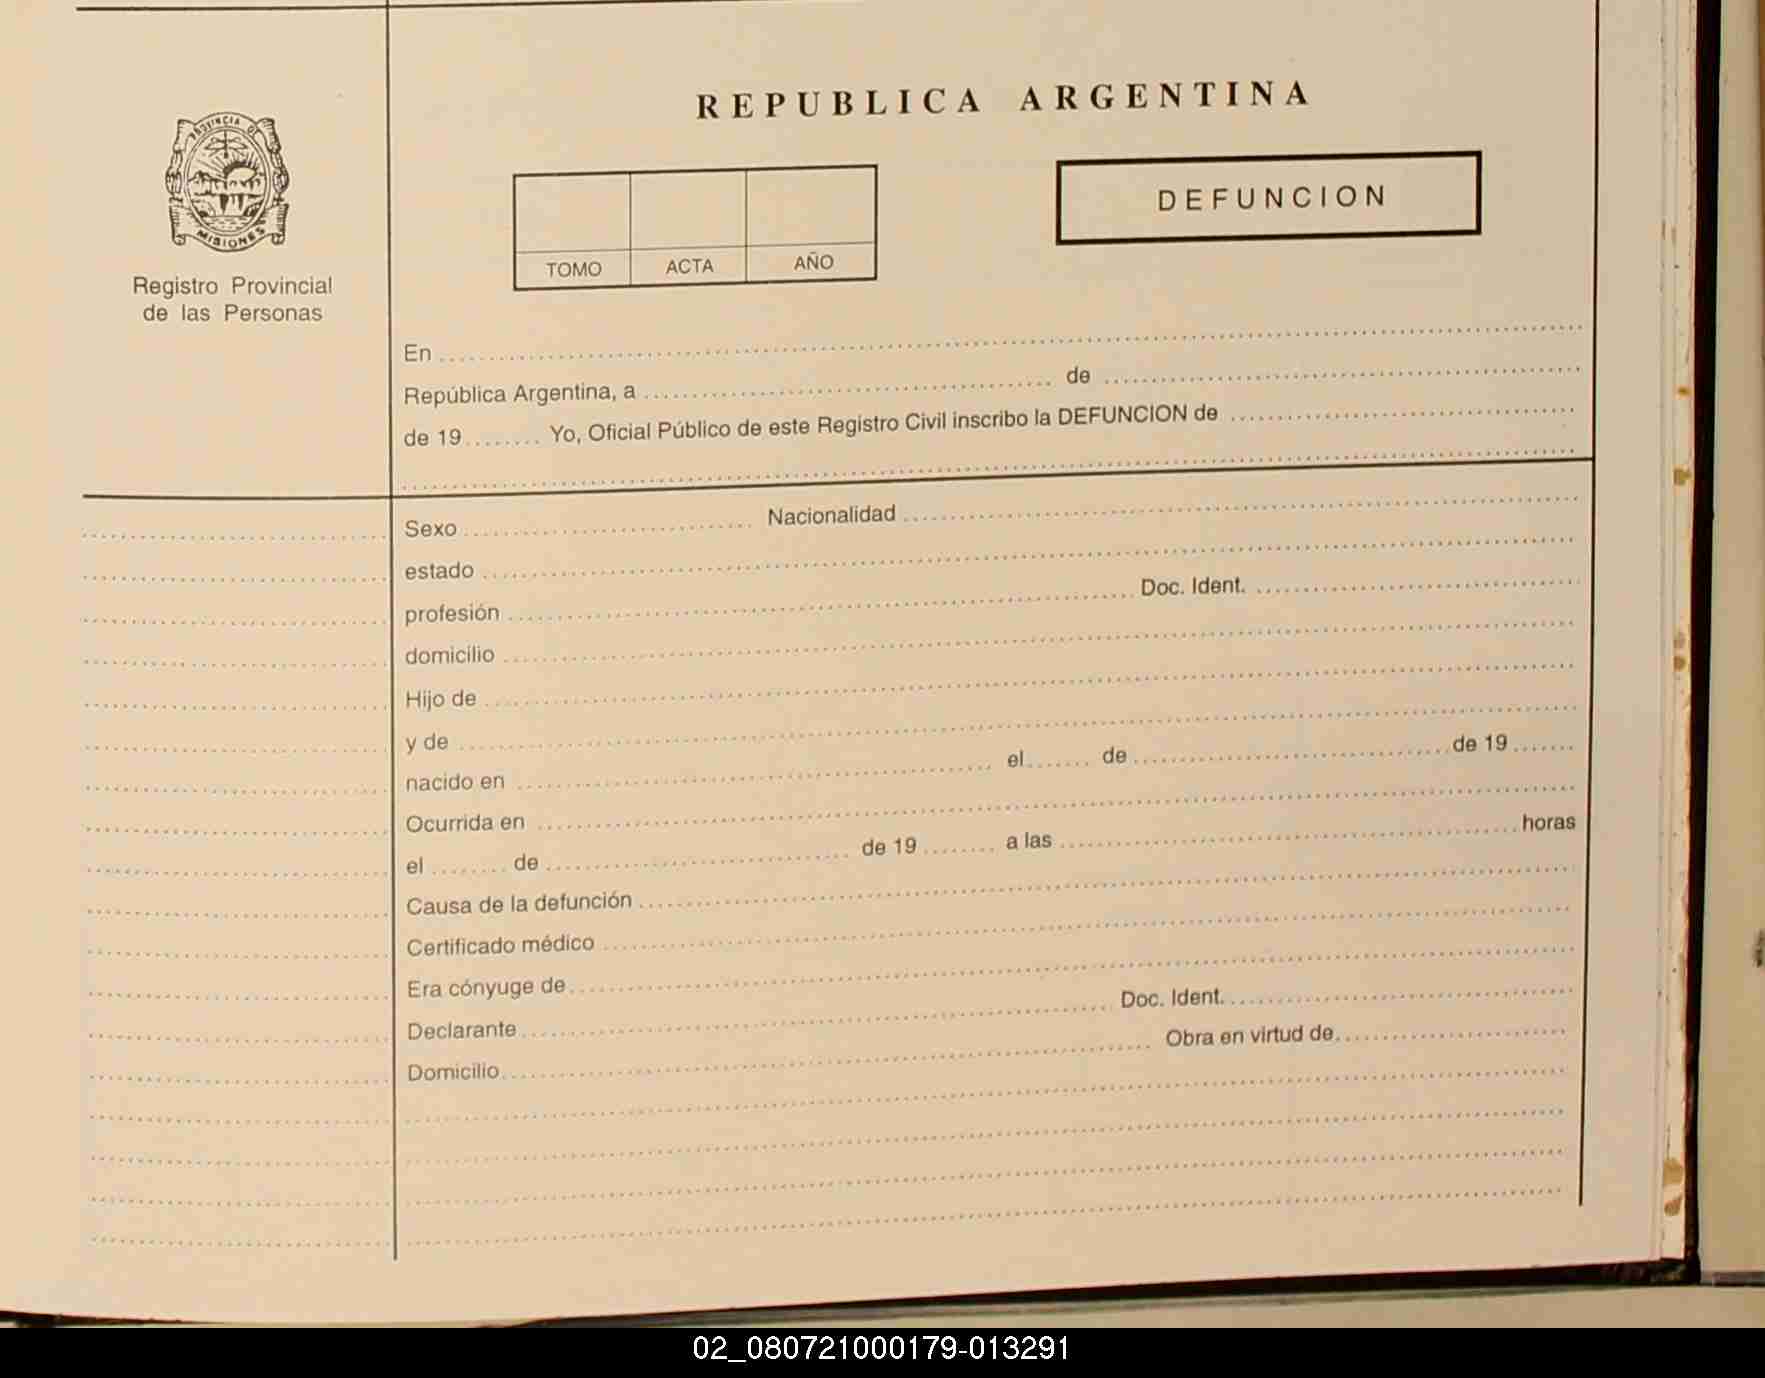 REPUBLICA ARGENTINA
PROVINCIA DE
MISIONES
Registro Provincial
de las Personas
TOMO ACTA AÑO
DEFUNCION
En
República Argentina, a de
de 19 Yo, Oficial Público de este Registro Civil inscribo la DEFUNCION de
Sexo Nacionalidad
estado
profesión Doc. Ident.
domicilio
Hijo de
y de
nacido en el de de 19
Ocurrida en
el de de 19 a las horas
Causa de la defunción
Certificado médico
Era cónyuge de
Declarante Doc. Ident.
Domicilio Obra en virtud de
02_080721000179-013291